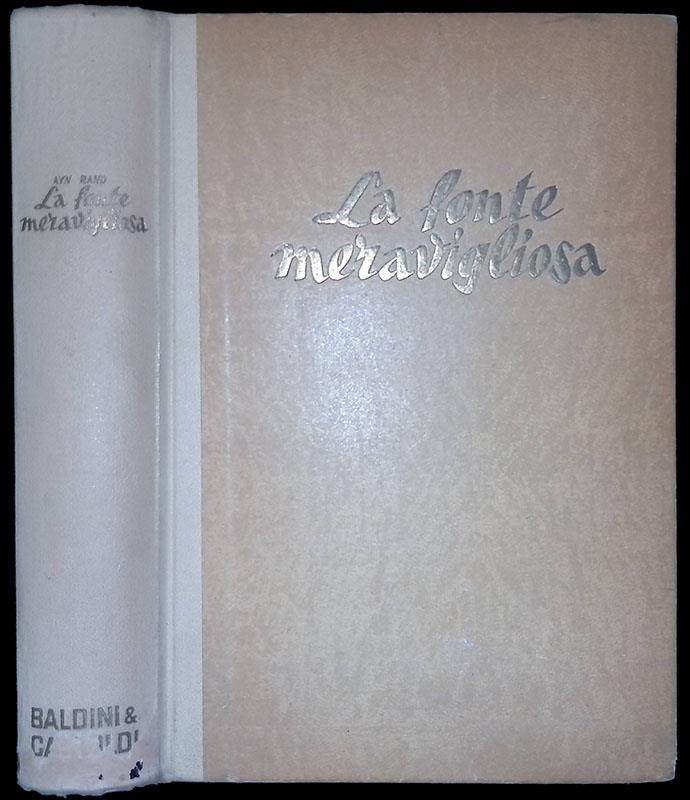 AYN RAND
La fonte
meravigliosa
BALDINI &
La fonte
meravigliosa